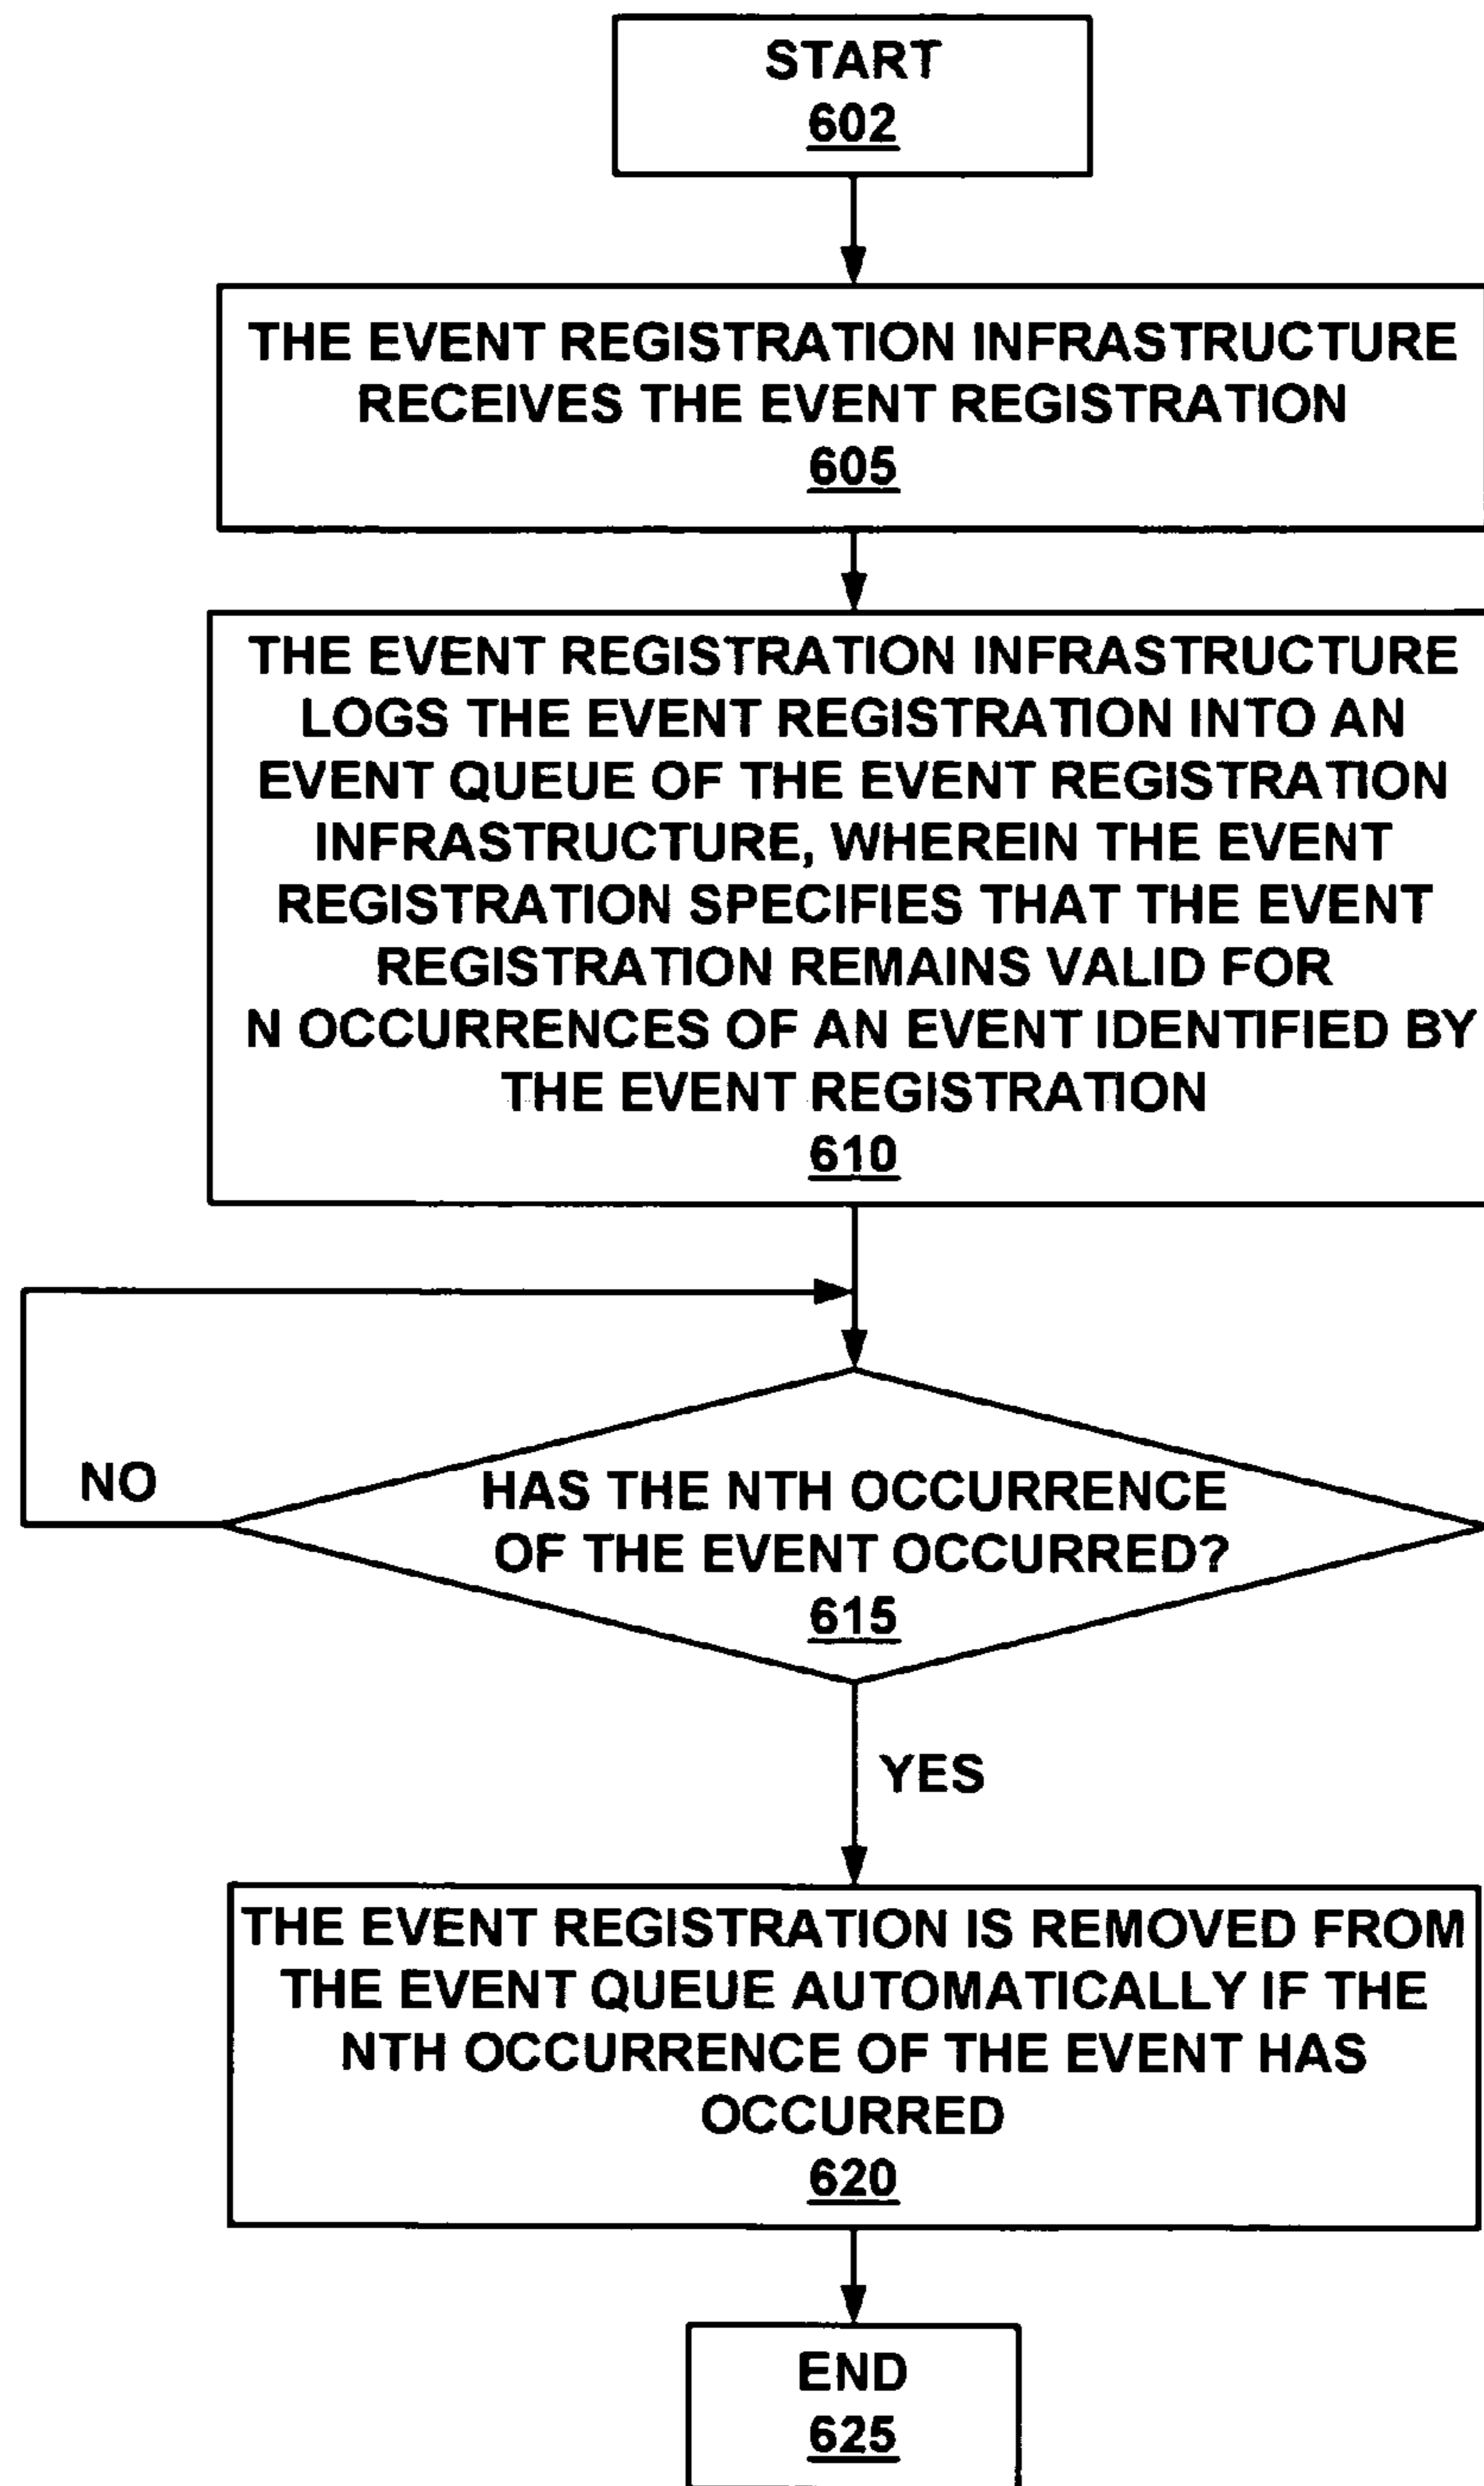 START
602
THE EVENT REGISTRATION INFRASTRUCTURE
RECEIVES THE EVENT REGISTRATION
605
THE EVENT REGISTRATION INFRASTRUCTURE
LOGS THE EVENT REGISTRATION INTO AN
EVENT QUEUE OF THE EVENT REGISTRATION
INFRASTRUCTURE, WHEREIN THE EVENT
REGISTRATION SPECIFIES THAT THE EVENT
REGISTRATION REMAINS VALID FOR
N OCCURRENCES OF AN EVENT IDENTIFIED BY
THE EVENT REGISTRATION
610
NO
HAS THE NTH OCCURRENCE
OF THE EVENT OCCURRED?
615
YES
THE EVENT REGISTRATION IS REMOVED FROM
THE EVENT QUEUE AUTOMATICALLY IF THE
NTH OCCURRENCE OF THE EVENT HAS
OCCURRED
620
END
625